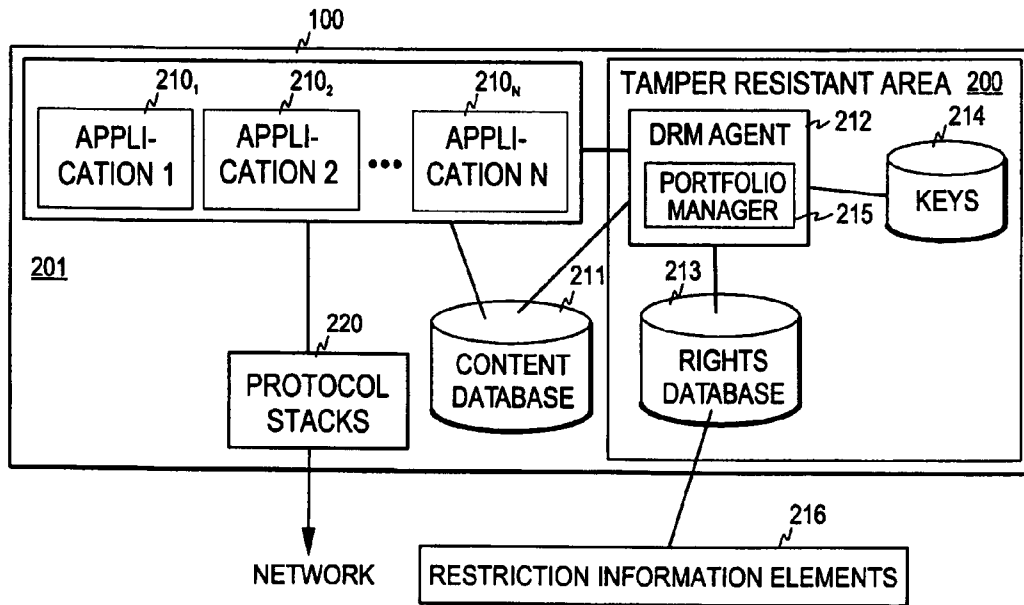 100
210₁
210₂
210N
APPLI-
CATION 1
APPLI-
CATION 2
•••
APPLI-
CATION N
TAMPER RESISTANT AREA 200
212
DRM AGENT
PORTFOLIO
MANAGER
215
214
KEYS
201
211
CONTENT
DATABASE
213
RIGHTS
DATABASE
220
PROTOCOL
STACKS
NETWORK
216
RESTRICTION INFORMATION ELEMENTS